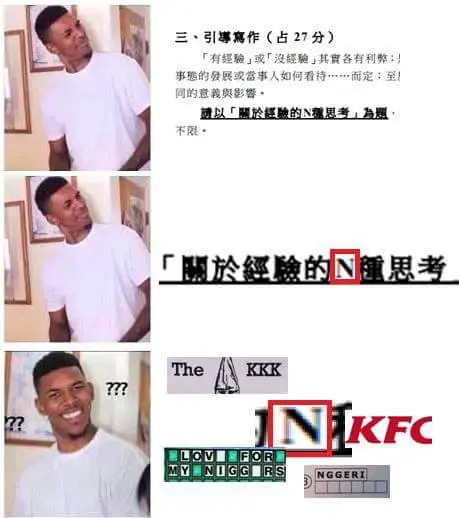 三、引導寫作（占 27 分）
「有經驗」或「沒經驗」其實各有利弊；
事態的發展或當事人如何看待……而定；至
同的意義與影響。
請以「關於經驗的N種思考」為題，
不限。
「關於經驗的N種思考」
???
???
The KKK
N
KFC
LOV FOR
MY NIGG RS
NGGERI